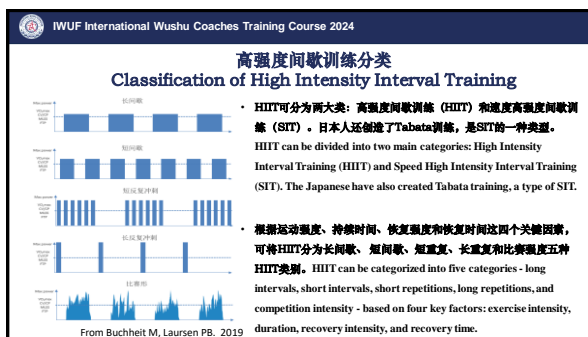 IWUF International Wushu Coaches Training Course 2024
高强度间歇训练分类
Classification of High Intensity Interval Training
长间歇
短间歇
短反复冲刺
长反复冲刺
比赛形
From Buchheit M, Laursen PB. 2019
• HIIT可分为两大类：高强度间歇训练（HIIT）和速度高强度间歇训
练（SIT）。日本人还创造了Tabata训练，是SIT的一种类型。
HIIT can be divided into two main categories: High Intensity
Interval Training (HIIT) and Speed High Intensity Interval Training
(SIT). The Japanese have also created Tabata training, a type of SIT.
• 根据运动强度、持续时间、恢复强度和恢复时间这四个关键因素，
可将HIIT分为长间歇、 短间歇、短重复、长重复和比赛强度五种
HIIT类别。HIIT can be categorized into five categories - long
intervals, short intervals, short repetitions, long repetitions, and
competition intensity - based on four key factors: exercise intensity,
duration, recovery intensity, and recovery time.